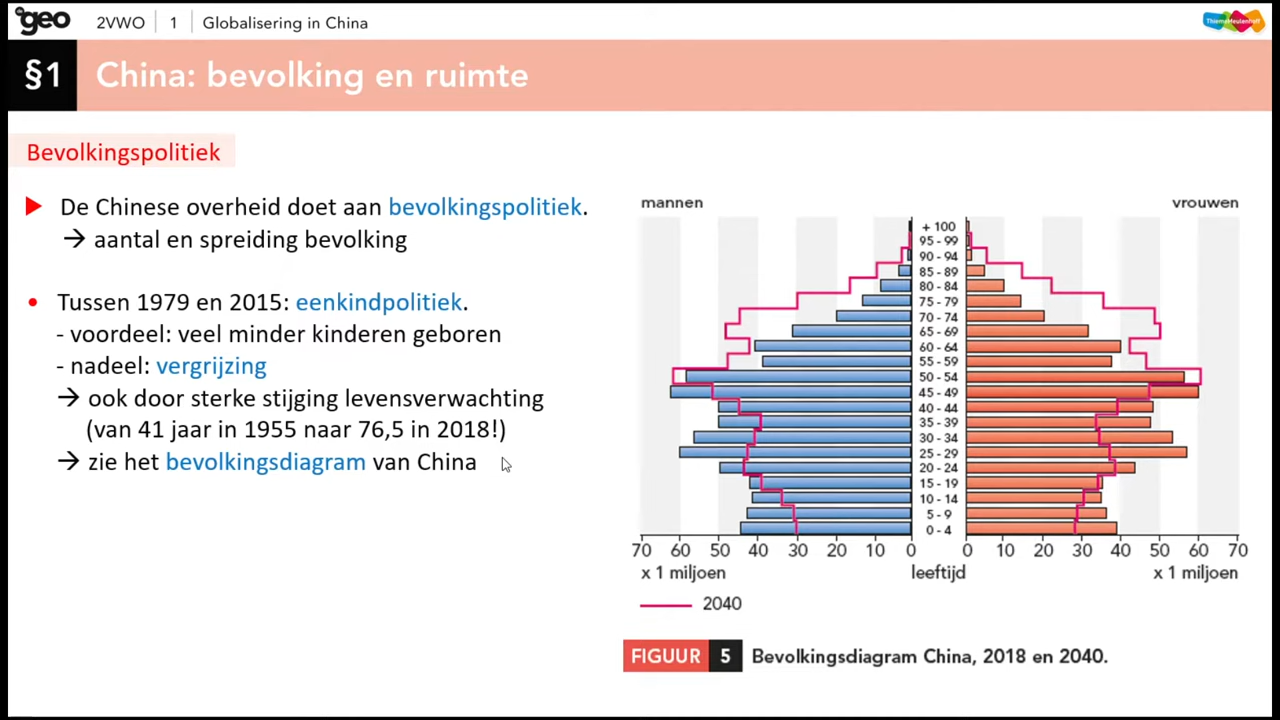 de geo
2VWO | 1 | Globalisering in China
ThiemeMeulenhoff
§1 China: bevolking en ruimte
Bevolkingspolitiek
De Chinese overheid doet aan bevolkingspolitiek.
→ aantal en spreiding bevolking
• Tussen 1979 en 2015: eenkindpolitiek.
- voordeel: veel minder kinderen geboren
- nadeel: vergrijzing
→ ook door sterke stijging levensverwachting
(van 41 jaar in 1955 naar 76,5 in 2018!)
→ zie het bevolkingsdiagram van China
mannen vrouwen
+ 100
95 - 99
90 - 94
85 - 89
80 - 84
75 - 79
70 - 74
65 - 69
60 - 64
55 - 59
50 - 54
45 - 49
40 - 44
35 - 39
30 - 34
25 - 29
20 - 24
15 - 19
10 - 14
5 - 9
0 - 4
70 60 50 40 30 20 10 0 0 10 20 30 40 50 60 70
x 1 miljoen leeftijd x 1 miljoen
2040
FIGUUR 5 Bevolkingsdiagram China, 2018 en 2040.